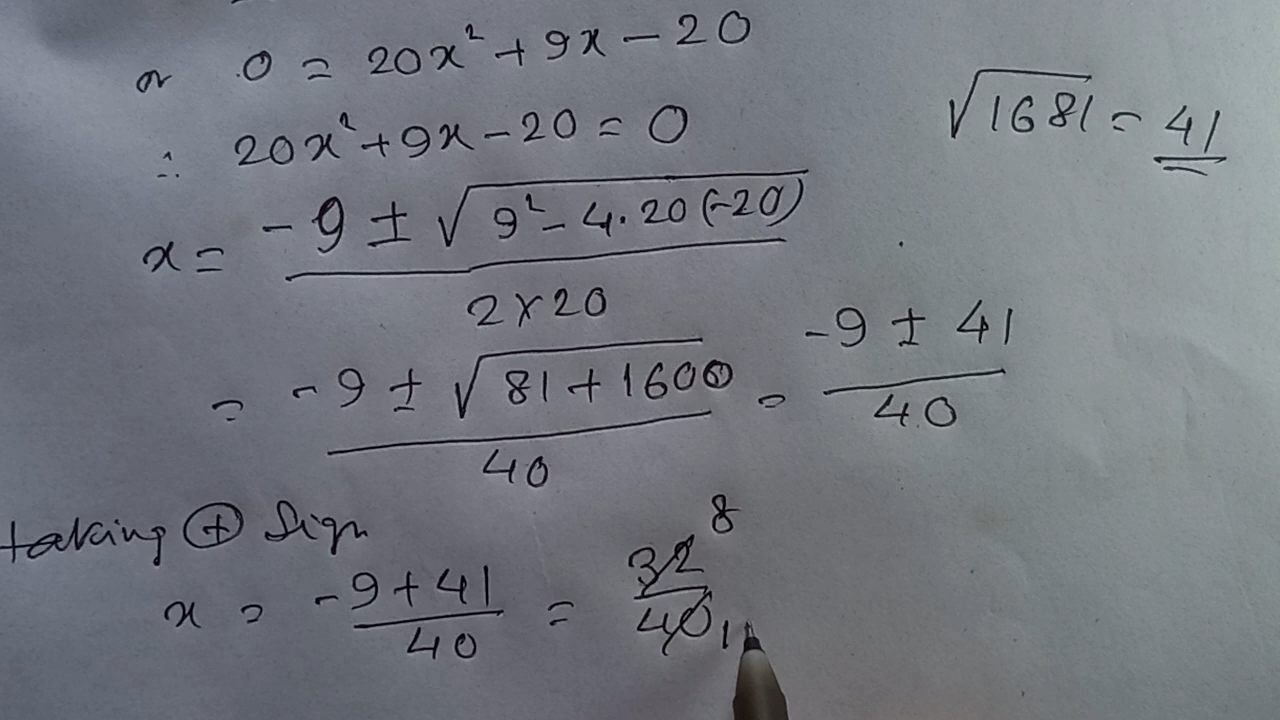 or 0 = 20x² + 9x - 20
√1681 = 41
∴ 20x² + 9x - 20 = 0
x = (-9 ± √(9² - 4·20(-20))) / (2×20)
= (-9 ± √(81 + 1600)) / 40 = (-9 ± 41) / 40
taking ⊕ Sign
x = (-9 + 41) / 40 = 32 / 40 8 1